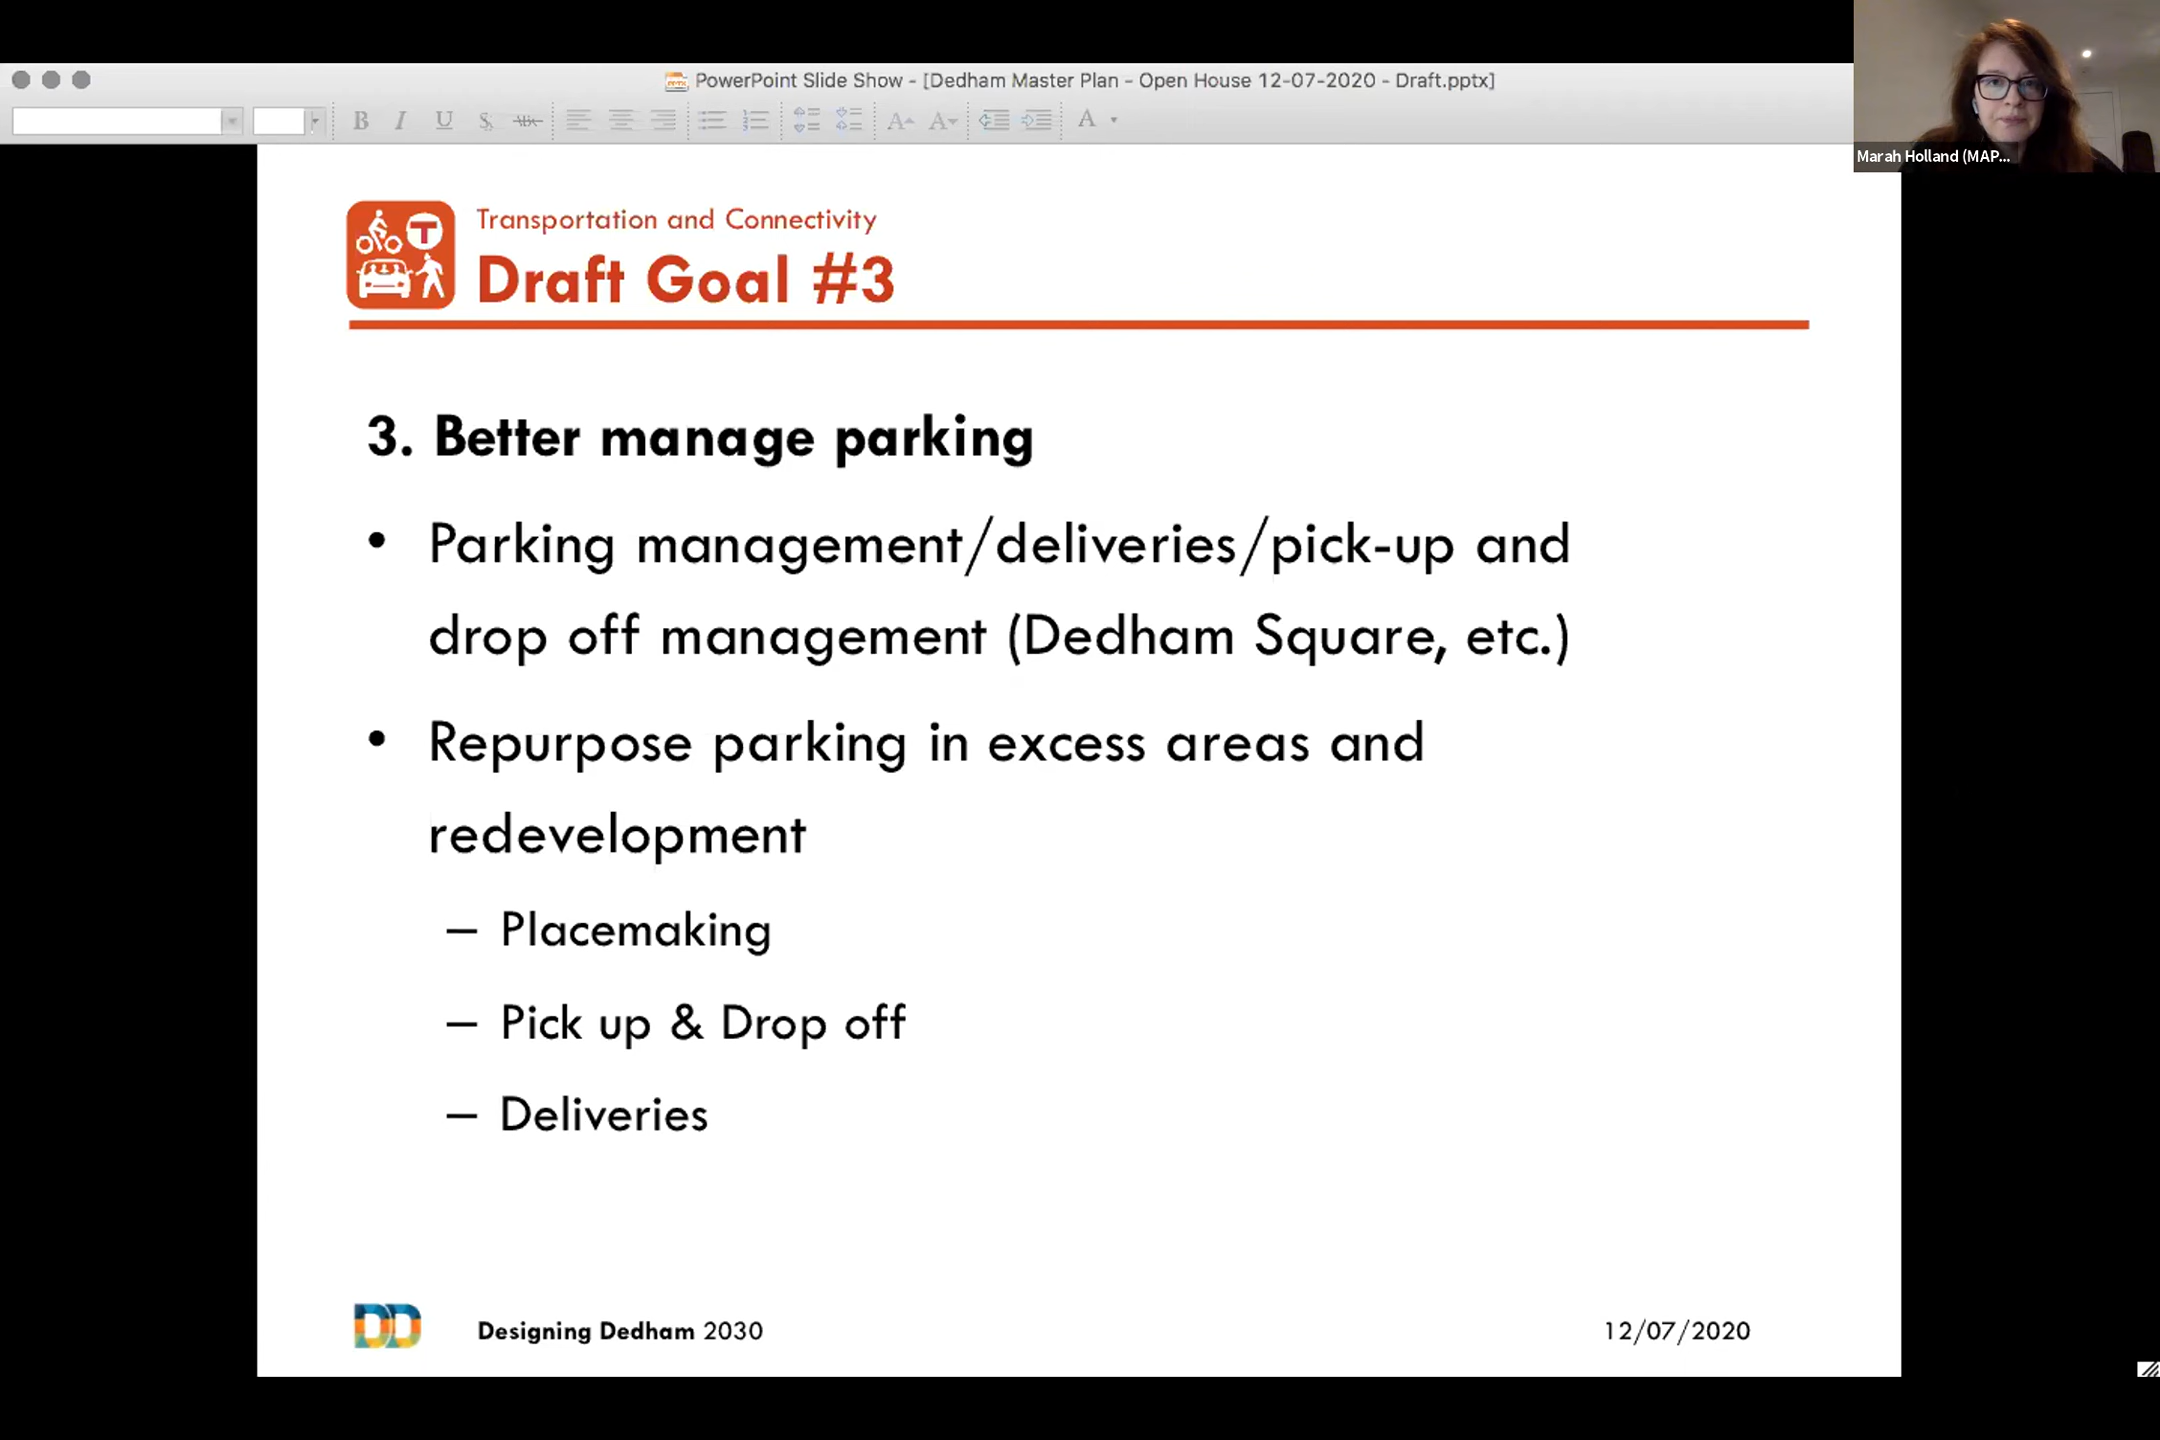 PowerPoint Slide Show - [Dedham Master Plan - Open House 12-07-2020 - Draft.pptx]
B I U S ABC A A A
Marah Holland (MAP...
T
Transportation and Connectivity
Draft Goal #3
3. Better manage parking
• Parking management/deliveries/pick-up and
drop off management (Dedham Square, etc.)
• Repurpose parking in excess areas and
redevelopment
– Placemaking
– Pick up & Drop off
– Deliveries
DD
Designing Dedham 2030
12/07/2020